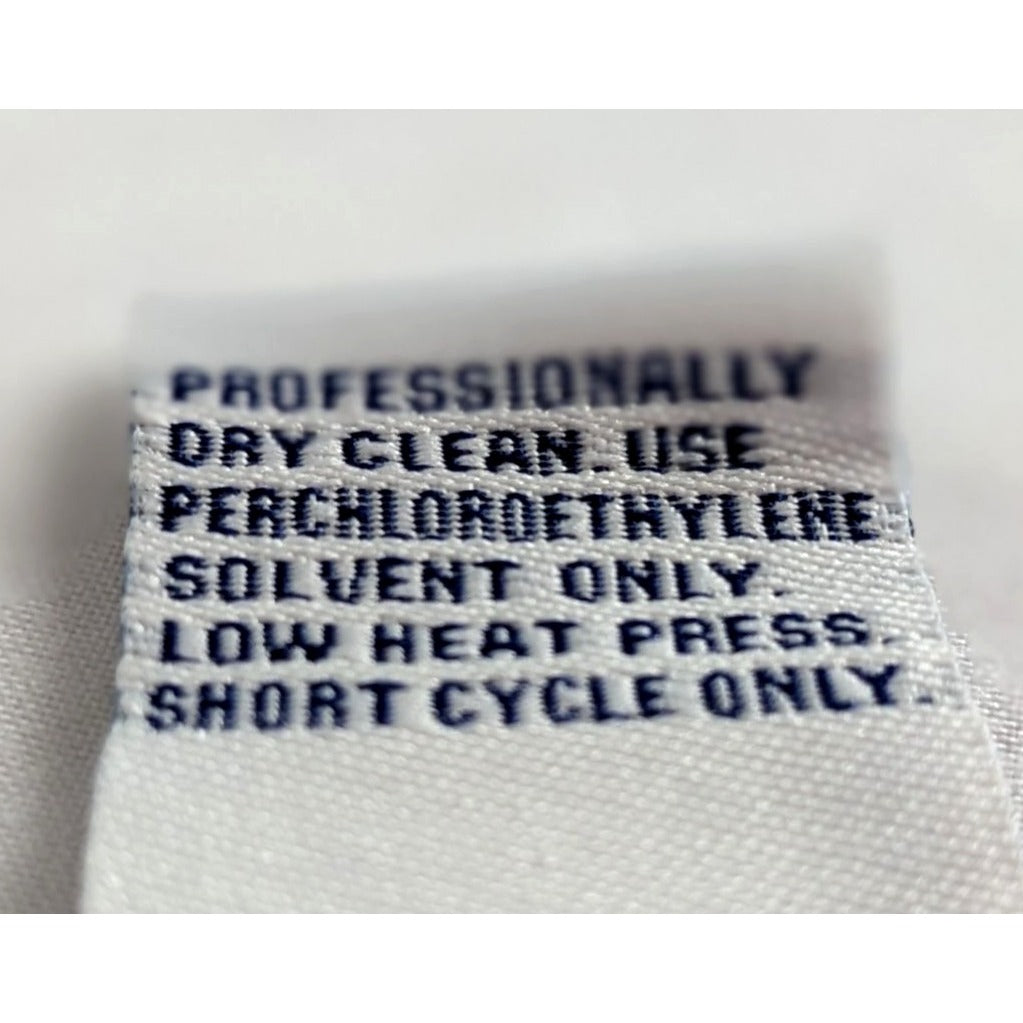 PROFESSIONALLY
DRY CLEAN. USE
PERCHLOROETHYLENE
SOLVENT ONLY.
LOW HEAT PRESS.
SHORT CYCLE ONLY.